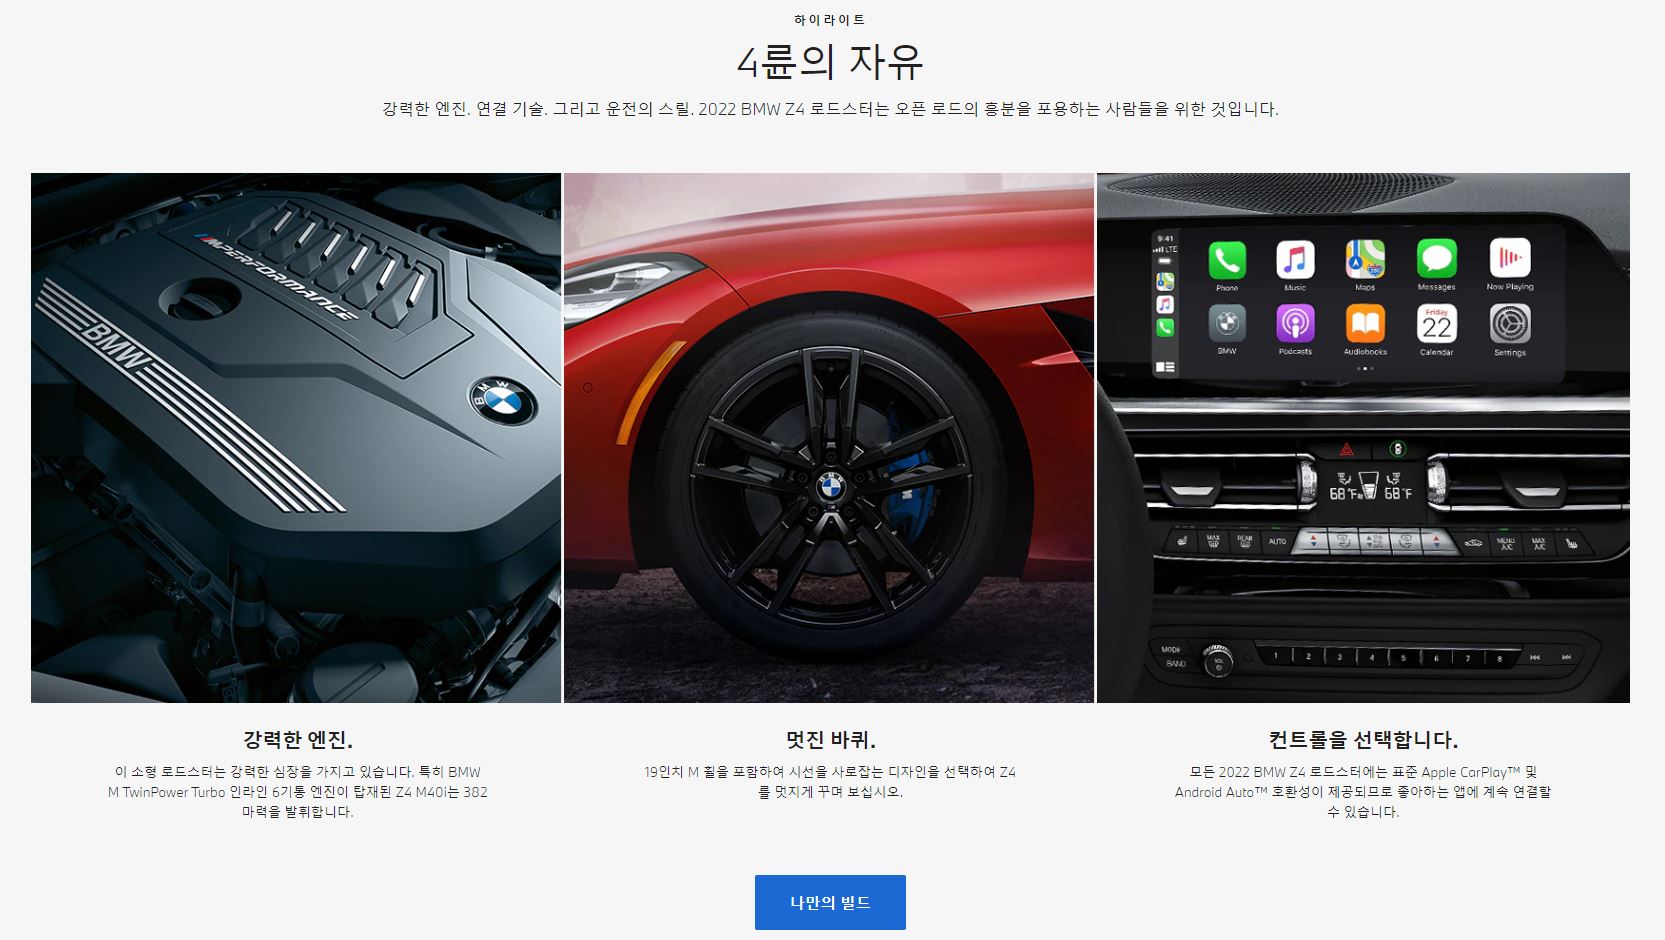 하이라이트
4륜의 자유
강력한 엔진. 연결 기술. 그리고 운전의 스릴. 2022 BMW Z4 로드스터는 오픈 로드의 흥분을 포용하는 사람들을 위한 것입니다.
M PERFORMANCE
BMW
BMW
BMW
9:41
LTE
Phone
Music
Maps
Messages
Now Playing
Friday
22
BMW
Podcasts
Audiobooks
Calendar
Settings
68°F
68°F
MAX
REAR
AUTO
MENU
A/C
MAX
A/C
MODE
BAND
VOL
1 2 3 4 5 6 7 8
강력한 엔진.
이 소형 로드스터는 강력한 심장을 가지고 있습니다. 특히 BMW
M TwinPower Turbo 인라인 6기통 엔진이 탑재된 Z4 M40i는 382
마력을 발휘합니다.
멋진 바퀴.
19인치 M 휠을 포함하여 시선을 사로잡는 디자인을 선택하여 Z4
를 멋지게 꾸며 보십시오.
컨트롤을 선택합니다.
모든 2022 BMW Z4 로드스터에는 표준 Apple CarPlay™ 및
Android Auto™ 호환성이 제공되므로 좋아하는 앱에 계속 연결할
수 있습니다.
나만의 빌드